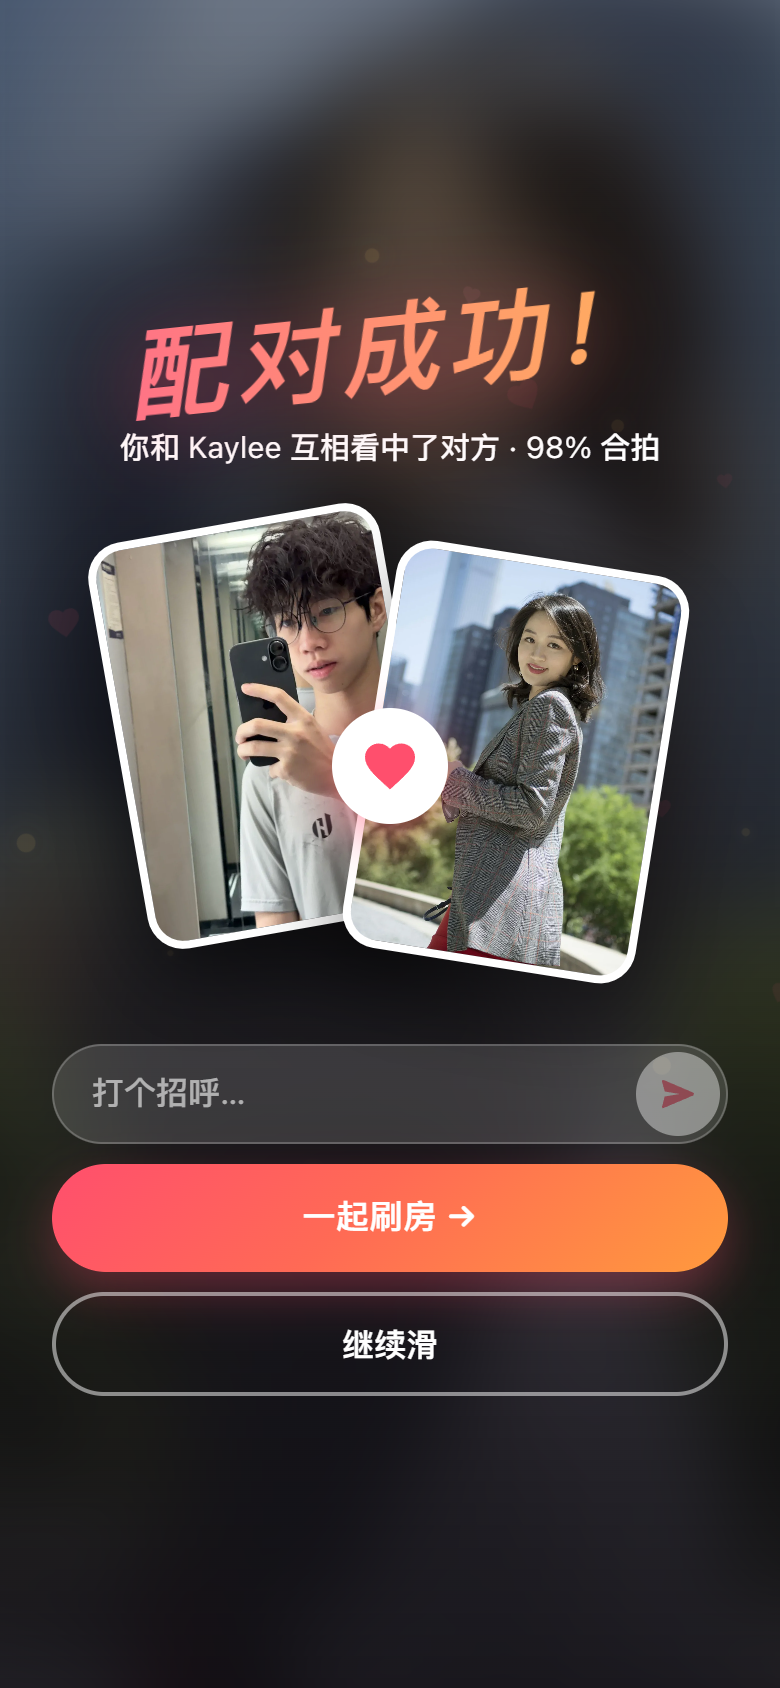 配对成功！
你和 Kaylee 互相看中了对方 · 98% 合拍
打个招呼...
一起刷房 →
继续滑